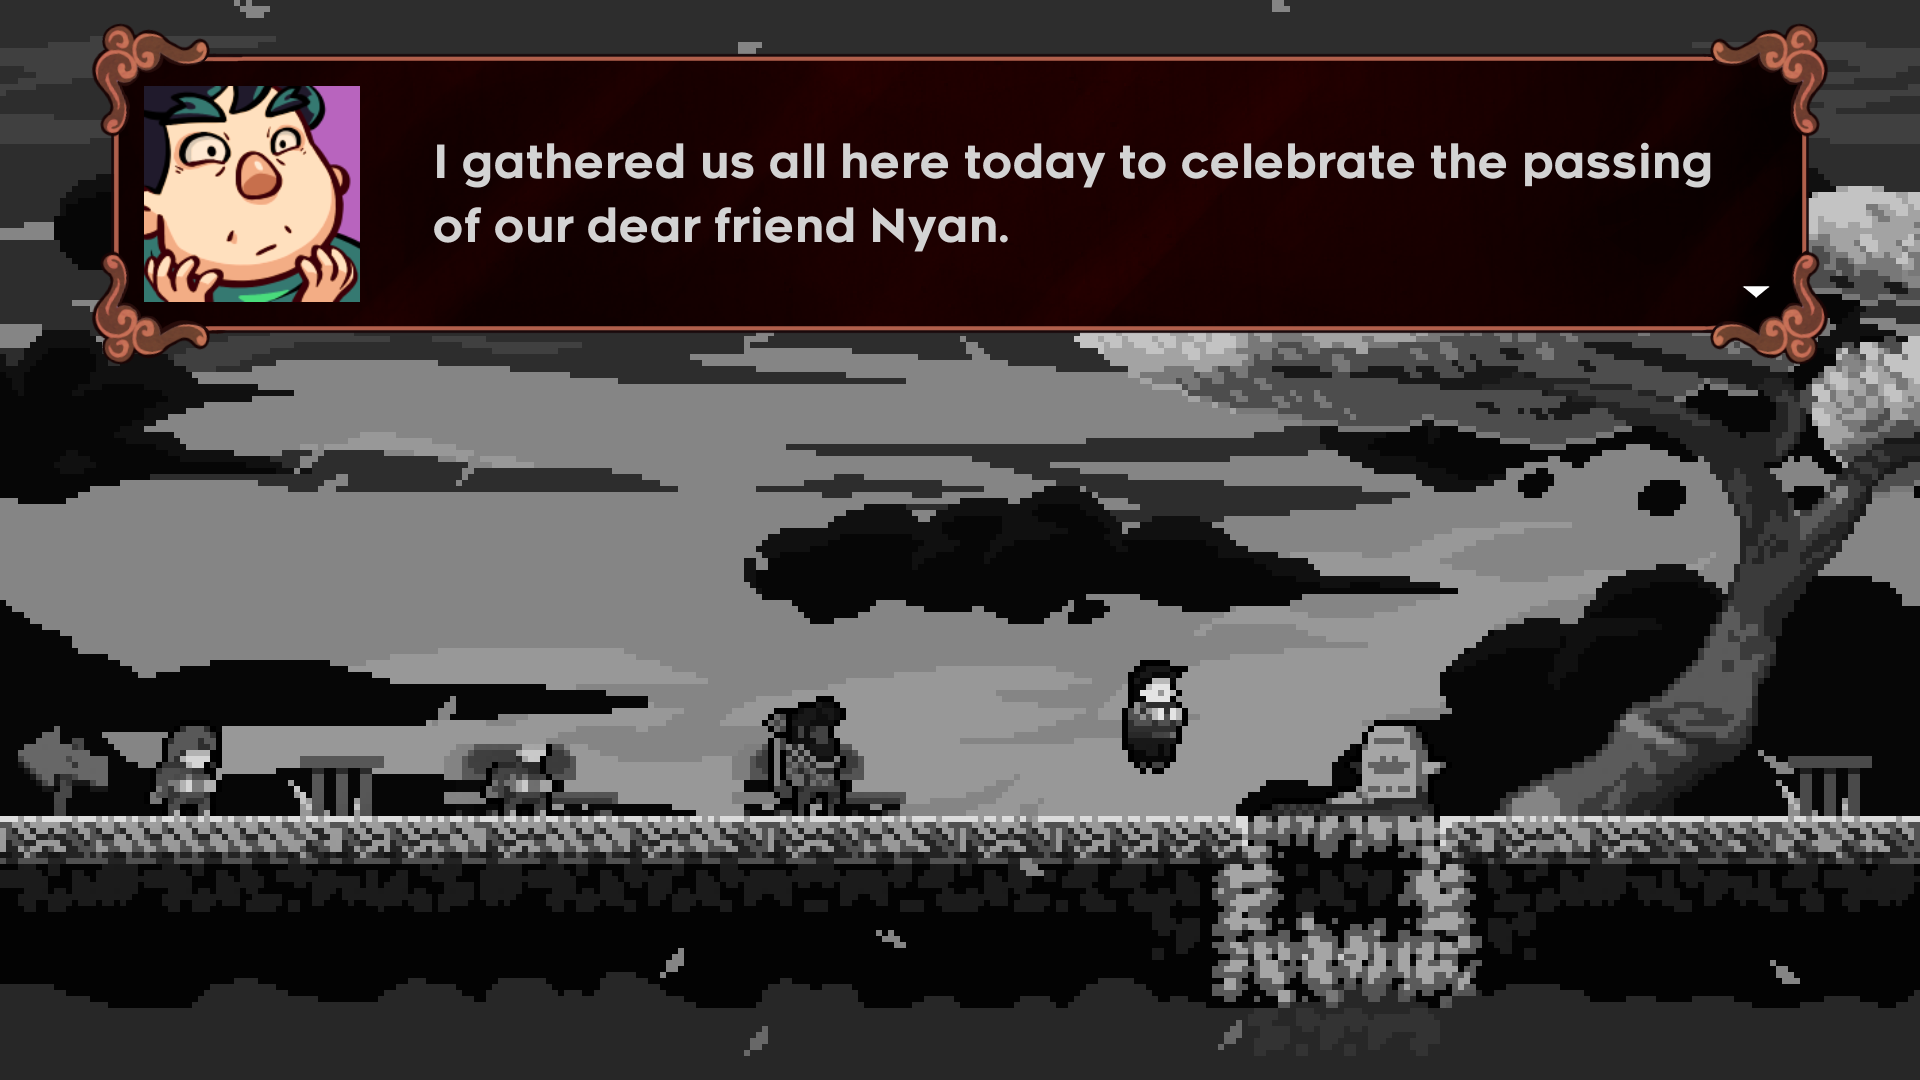 I gathered us all here today to celebrate the passing
of our dear friend Nyan.